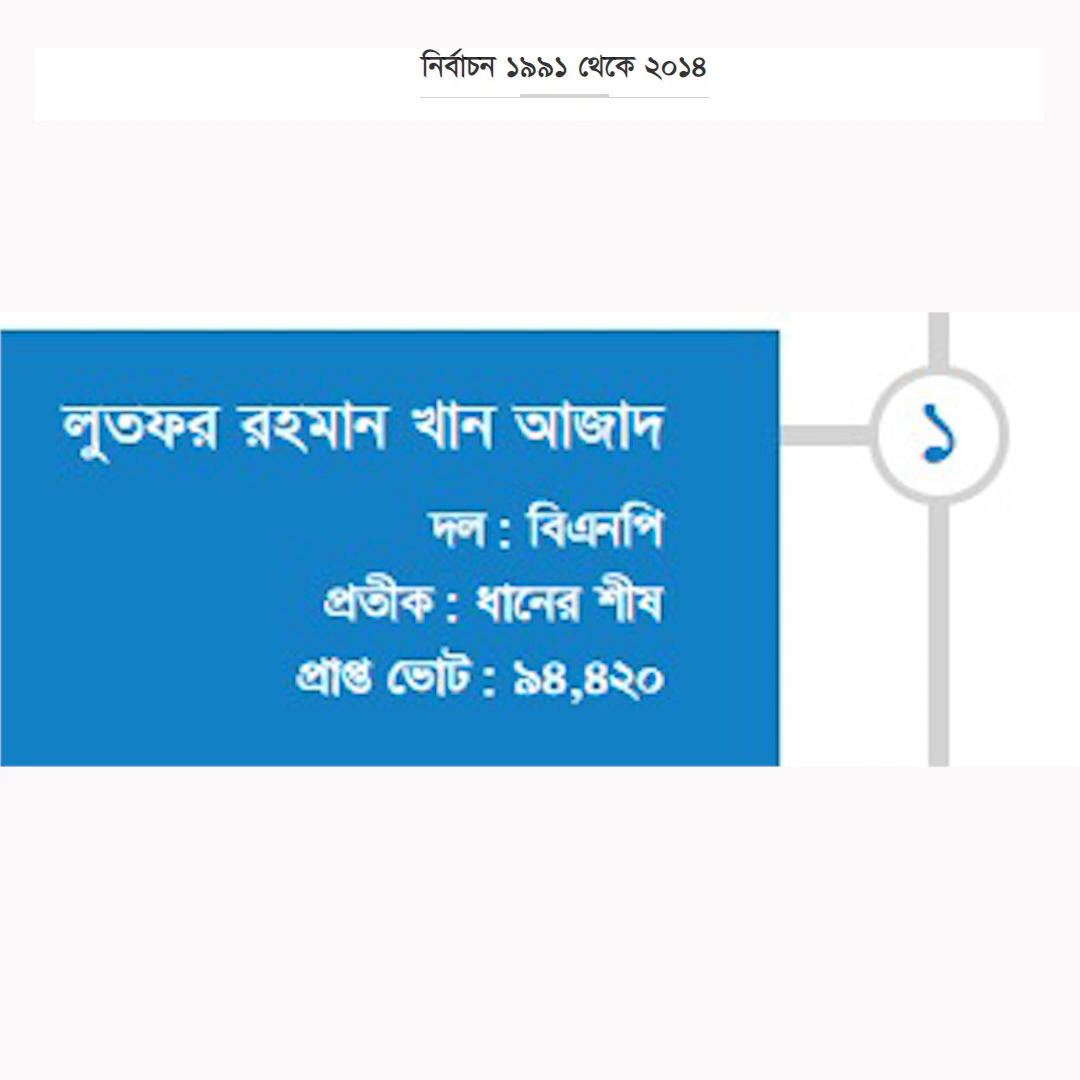 নির্বাচন ১৯৯১ থেকে ২০১৪
লুতফর রহমান খান আজাদ
১
দল : বিএনপি
প্রতীক : ধানের শীষ
প্রাপ্ত ভোট : ৯৪,৪২০